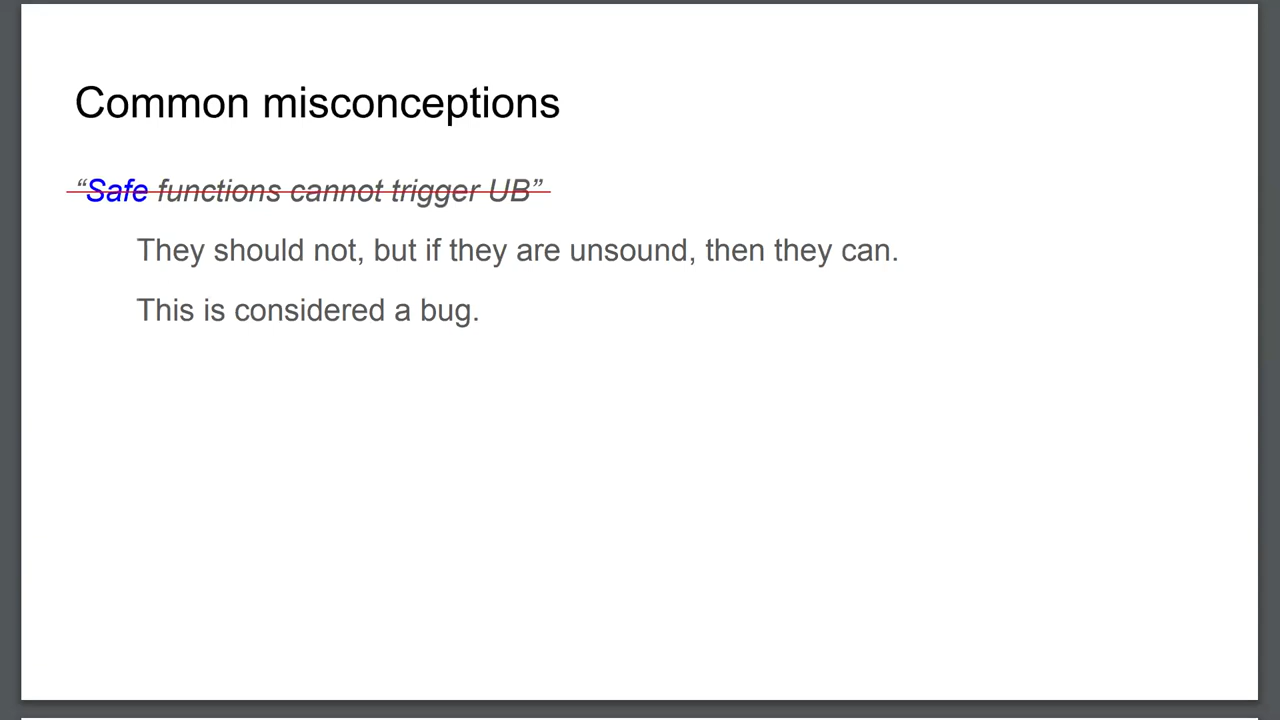 Common misconceptions
“Safe functions cannot trigger UB”
They should not, but if they are unsound, then they can.
This is considered a bug.